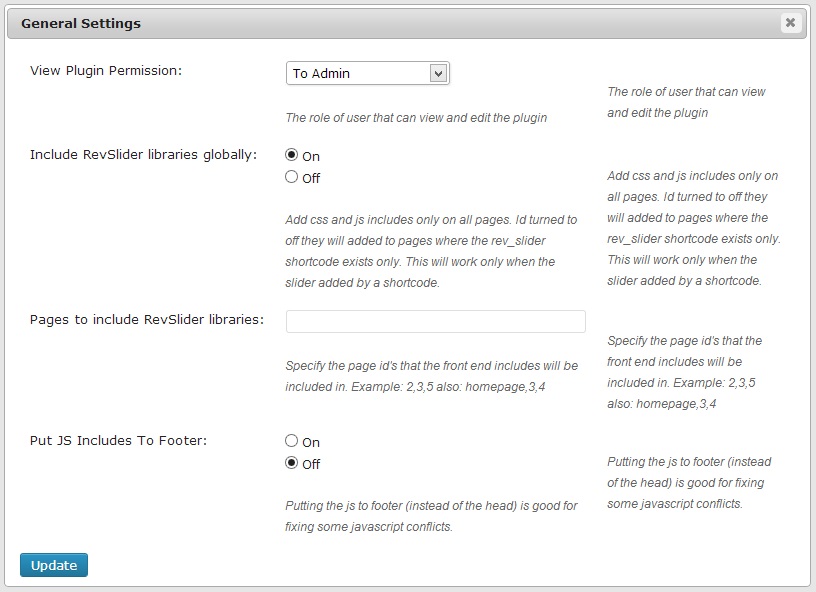 General Settings
View Plugin Permission:
To Admin
The role of user that can view and edit the plugin
The role of user that can view
and edit the plugin
Include RevSlider libraries globally:
On
Off
Add css and js includes only on all pages. Id turned to
off they will added to pages where the rev_slider
shortcode exists only. This will work only when the
slider added by a shortcode.
Add css and js includes only on
all pages. Id turned to off they
will added to pages where the
rev_slider shortcode exists only.
This will work only when the
slider added by a shortcode.
Pages to include RevSlider libraries:
Specify the page id's that the front end includes will be
included in. Example: 2,3,5 also: homepage,3,4
Specify the page id's that the
front end includes will be
included in. Example: 2,3,5
also: homepage,3,4
Put JS Includes To Footer:
On
Off
Putting the js to footer (instead of the head) is good for
fixing some javascript conflicts.
Putting the js to footer (instead
of the head) is good for fixing
some javascript conflicts.
Update